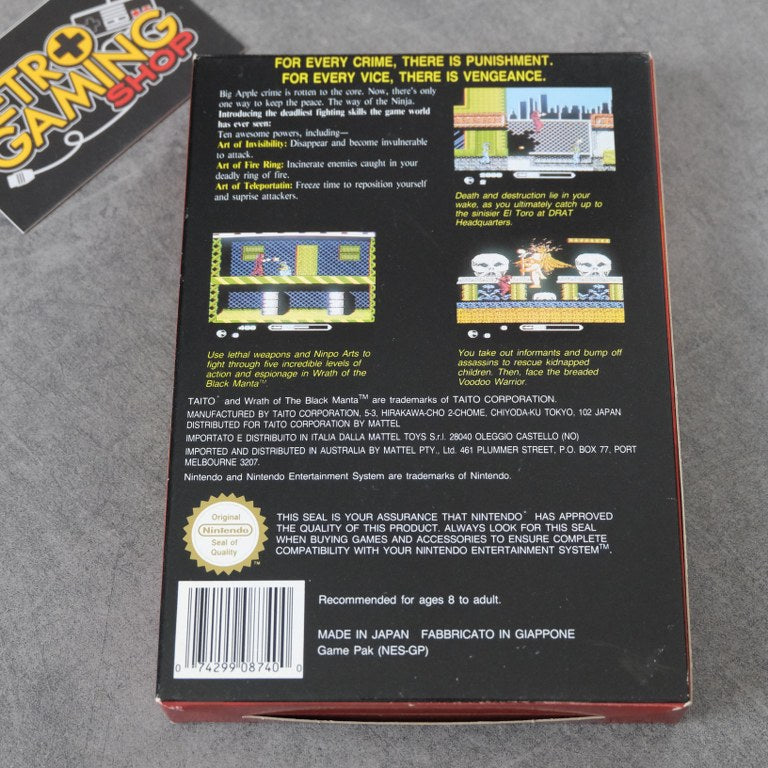 RETRO
GAMING
SHOP
FOR EVERY CRIME, THERE IS PUNISHMENT.
FOR EVERY VICE, THERE IS VENGEANCE.
Big Apple crime is rotten to the core. Now, there's only
one way to keep the peace. The way of the Ninja.
Introducing the deadliest fighting skills the game world
has ever seen:
Ten awesome powers, including—
Art of Invisibility: Disappear and become invulnerable
to attack.
Art of Fire Ring: Incinerate enemies caught in your
deadly ring of fire.
Art of Teleportatin: Freeze time to reposition yourself
and suprise attackers.
Death and destruction lie in your
wake, as you ultimately catch up to
the sinisier El Toro at DRAT
Headquarters.
Use lethal weapons and Ninpo Arts to
fight through five incredible levels of
action and espionage in Wrath of the
Black Manta™.
You take out informants and bump off
assassins to rescue kidnapped
children. Then, face the breaded
Voodoo Warrior.
TAITO® and Wrath of The Black Manta™ are trademarks of TAITO CORPORATION.
MANUFACTURED BY TAITO CORPORATION, 5-3, HIRAKAWA-CHO 2-CHOME, CHIYODA-KU TOKYO, 102 JAPAN
DISTRIBUTED FOR TAITO CORPORATION BY MATTEL
IMPORTATO E DISTRIBUITO IN ITALIA DALLA MATTEL TOYS S.r.l. 28040 OLEGGIO CASTELLO (NO)
IMPORTED AND DISTRIBUTED IN AUSTRALIA BY MATTEL PTY., Ltd. 461 PLUMMER STREET, P.O. BOX 77, PORT
MELBOURNE 3207.
Nintendo and Nintendo Entertainment System are trademarks of Nintendo.
Original
Nintendo
Seal of
Quality
™
THIS SEAL IS YOUR ASSURANCE THAT NINTENDO® HAS APPROVED
THE QUALITY OF THIS PRODUCT. ALWAYS LOOK FOR THIS SEAL
WHEN BUYING GAMES AND ACCESSORIES TO ENSURE COMPLETE
COMPATIBILITY WITH YOUR NINTENDO ENTERTAINMENT SYSTEM™.
Recommended for ages 8 to adult.
MADE IN JAPAN FABBRICATO IN GIAPPONE
Game Pak (NES-GP)
0 74299 08740 0